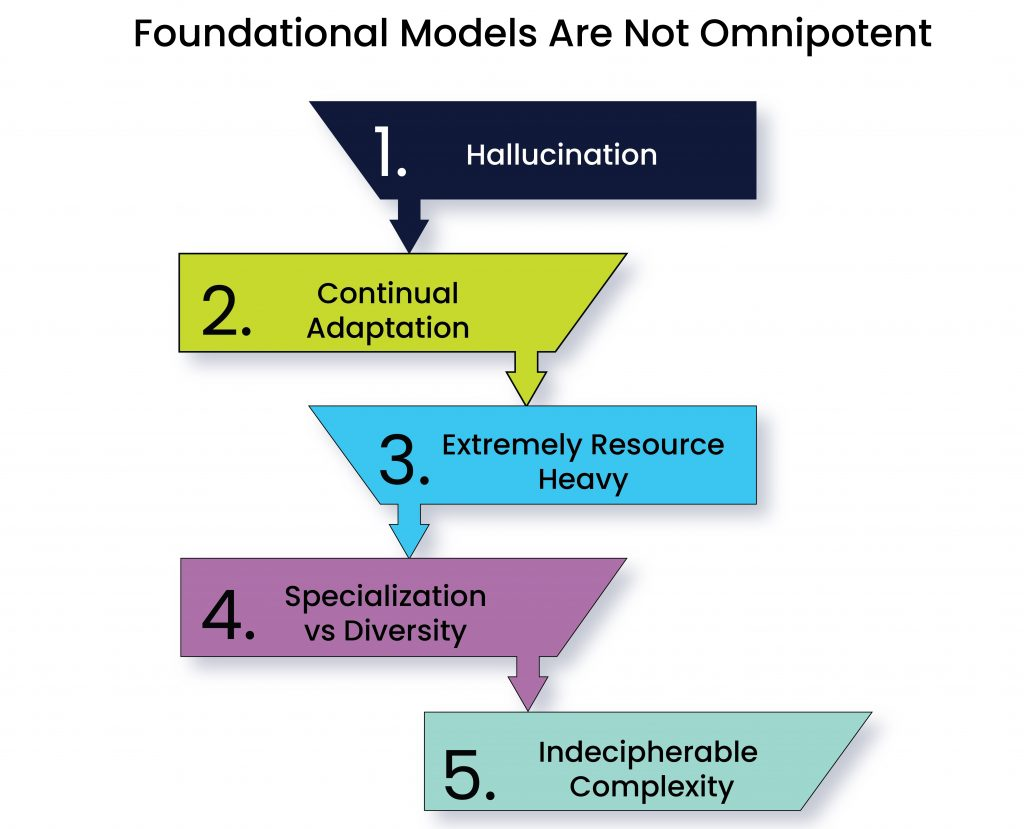 Foundational Models Are Not Omnipotent
1. Hallucination
2. Continual
Adaptation
3. Extremely Resource
Heavy
4. Specialization
vs Diversity
5. Indecipherable
Complexity